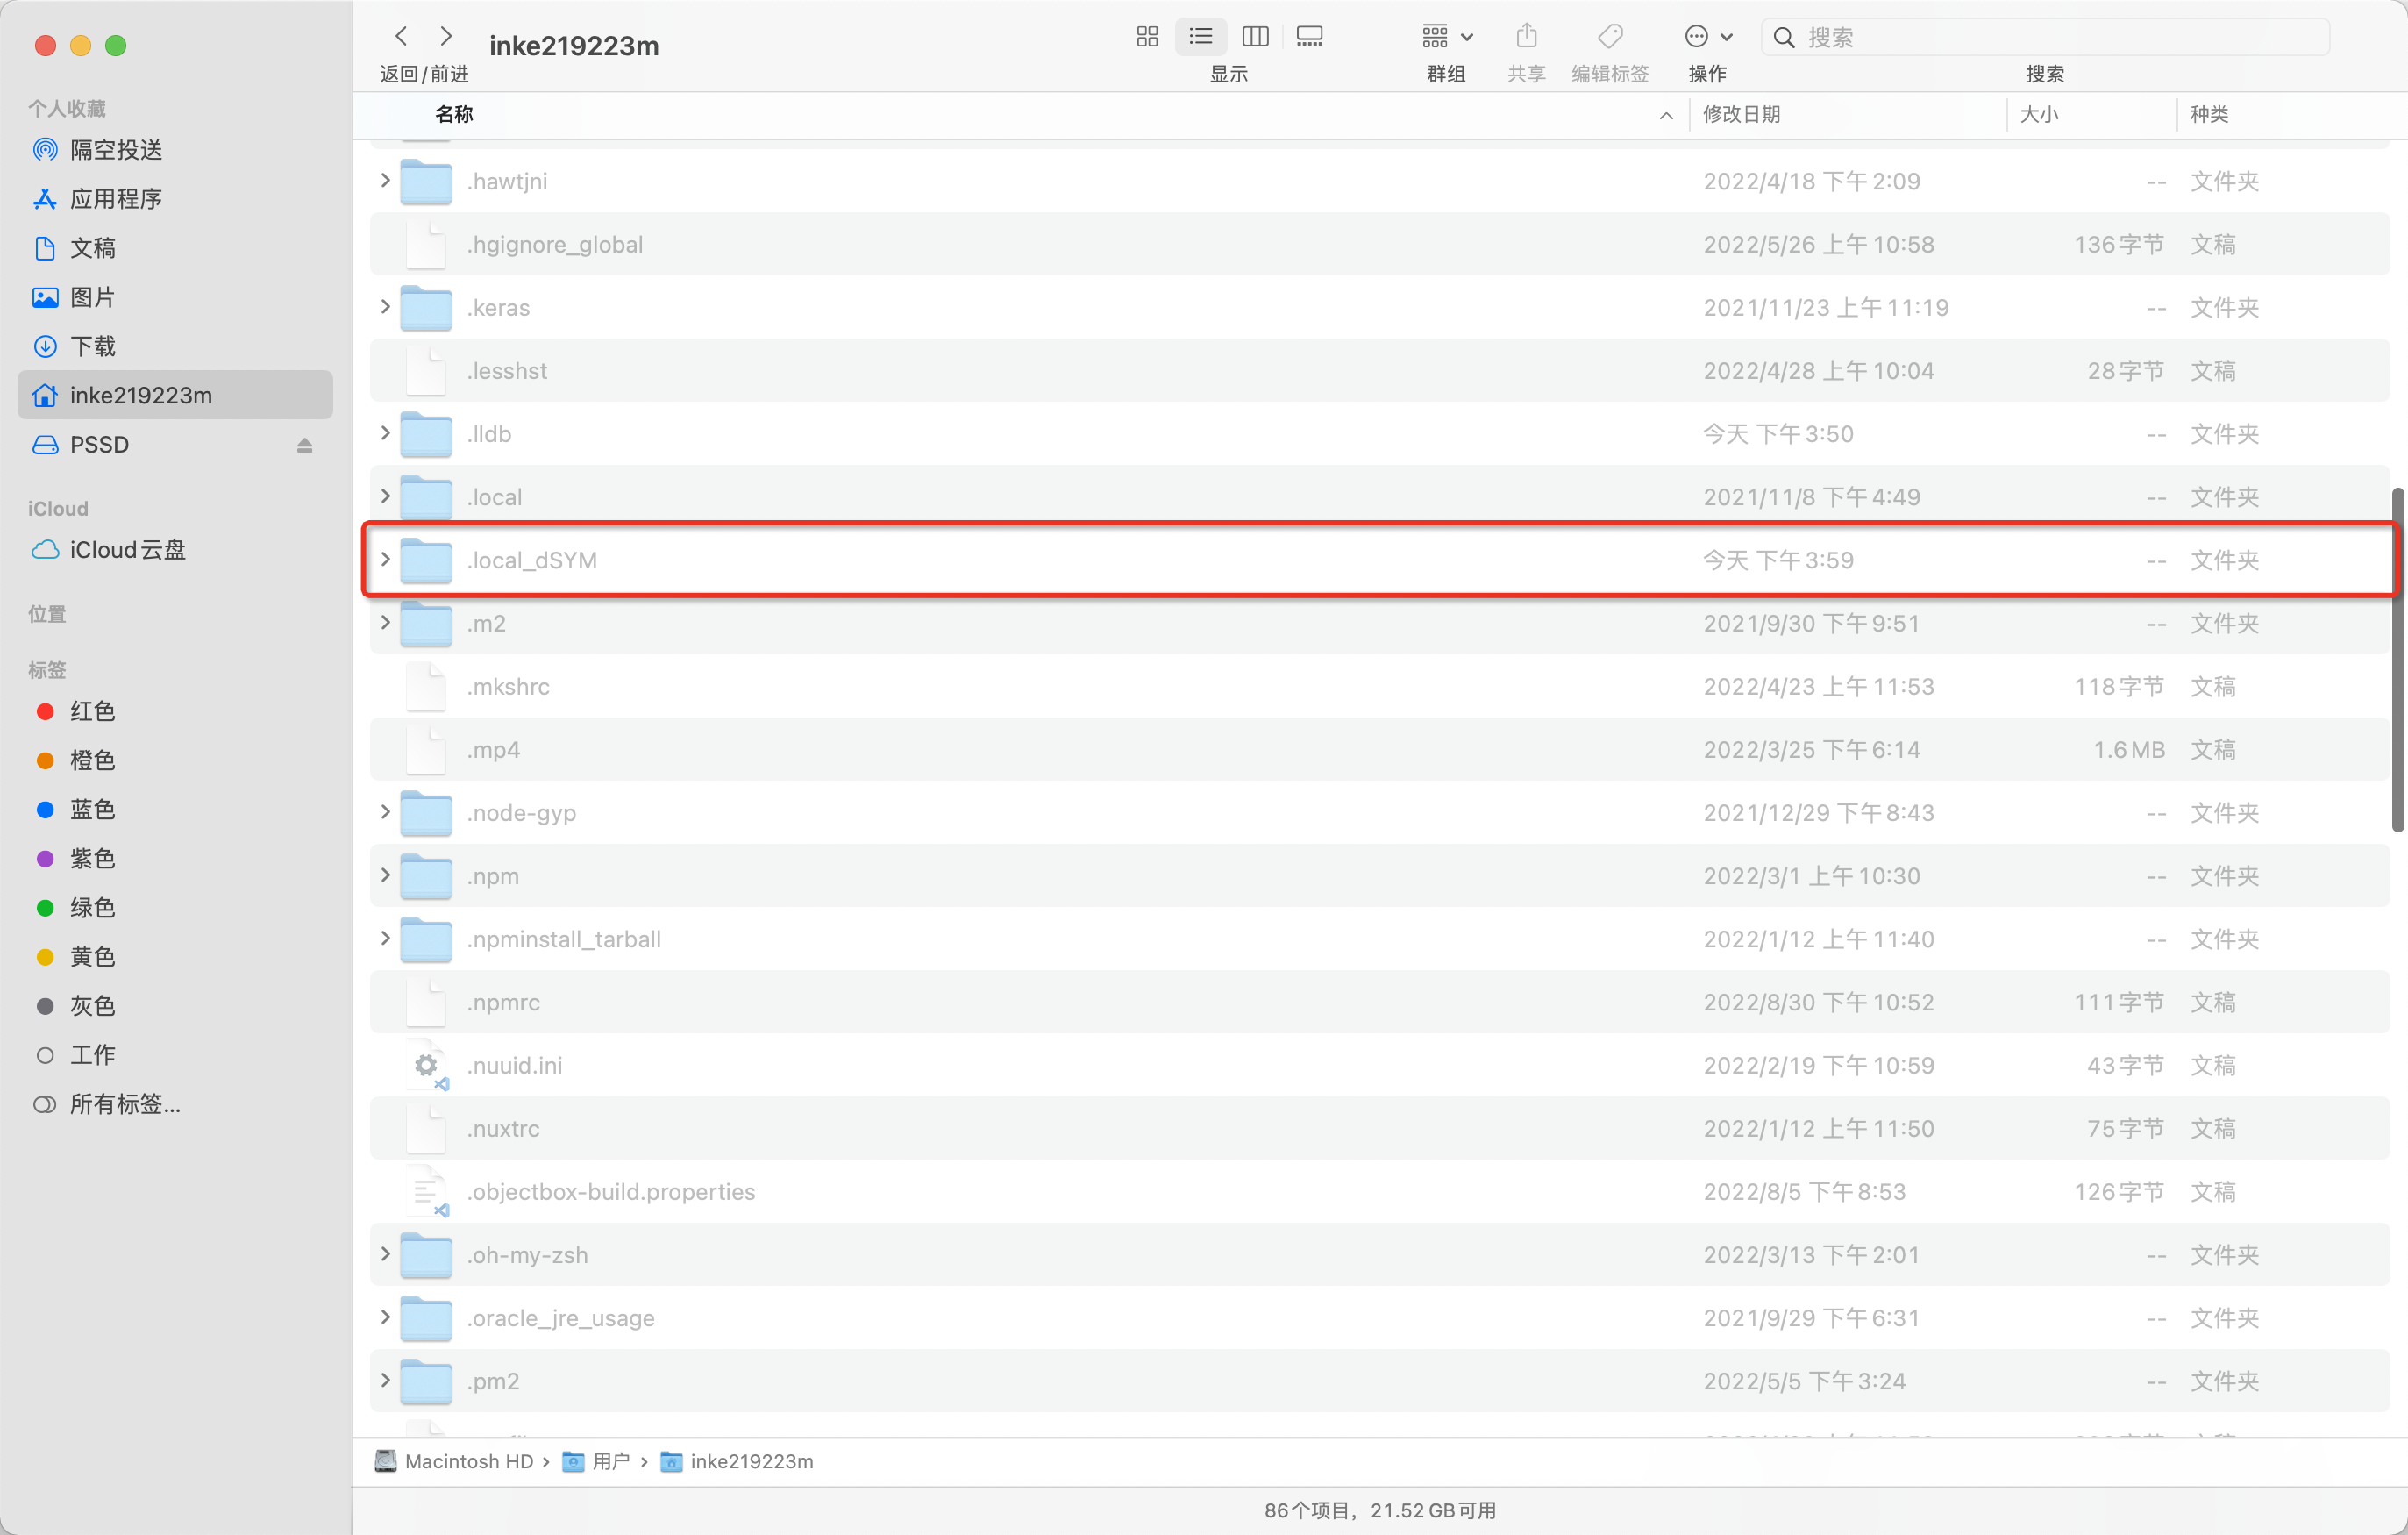 inke219223m
返回/前进
显示
群组
共享
编辑标签
操作
搜索
搜索
个人收藏
隔空投送
应用程序
文稿
图片
下载
inke219223m
PSSD
iCloud
iCloud云盘
位置
标签
红色
橙色
蓝色
紫色
绿色
黄色
灰色
工作
所有标签...
名称 修改日期 大小 种类
.hawtjni 2022/4/18 下午 2:09 -- 文件夹
.hgignore_global 2022/5/26 上午 10:58 136字节 文稿
.keras 2021/11/23 上午 11:19 -- 文件夹
.lesshst 2022/4/28 上午 10:04 28字节 文稿
.lldb 今天 下午 3:50 -- 文件夹
.local 2021/11/8 下午 4:49 -- 文件夹
.local_dSYM 今天 下午 3:59 -- 文件夹
.m2 2021/9/30 下午 9:51 -- 文件夹
.mkshrc 2022/4/23 上午 11:53 118字节 文稿
.mp4 2022/3/25 下午 6:14 1.6 MB 文稿
.node-gyp 2021/12/29 下午 8:43 -- 文件夹
.npm 2022/3/1 上午 10:30 -- 文件夹
.npminstall_tarball 2022/1/12 上午 11:40 -- 文件夹
.npmrc 2022/8/30 下午 10:52 111字节 文稿
.nuuid.ini 2022/2/19 上午 10:59 43字节 文稿
.nuxtrc 2022/1/12 上午 11:50 75字节 文稿
.objectbox-build.properties 2022/8/5 下午 8:53 126字节 文稿
.oh-my-zsh 2022/3/13 下午 2:01 -- 文件夹
.oracle_jre_usage 2021/9/29 下午 6:31 -- 文件夹
.pm2 2022/5/5 下午 3:24 -- 文件夹
Macintosh HD › 用户 › inke219223m
86个项目，21.52 GB可用